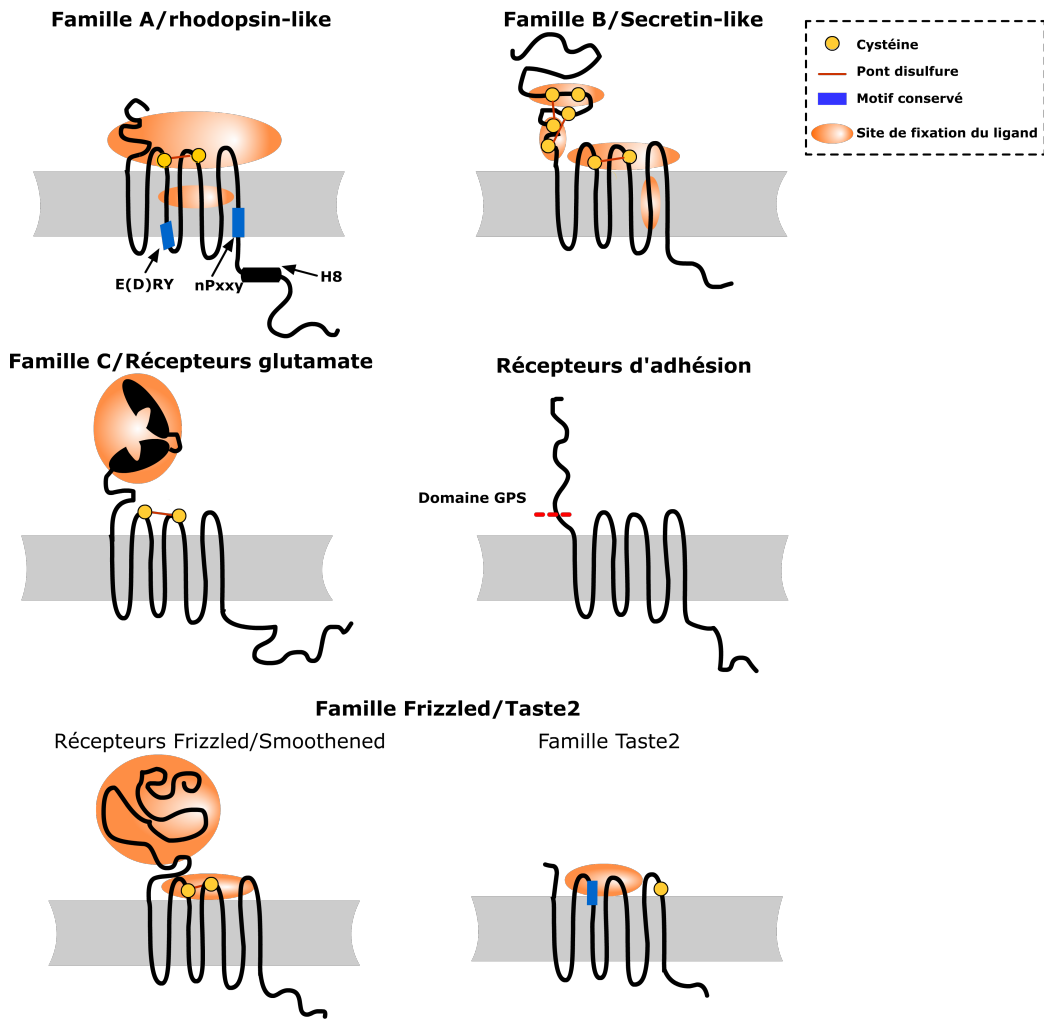 Famille A/rhodopsin-like
Famille B/Secretin-like
Cystéine
Pont disulfure
Motif conservé
Site de fixation du ligand
E(D)RY
nPxxy
H8
Famille C/Récepteurs glutamate
Récepteurs d'adhésion
Domaine GPS
Famille Frizzled/Taste2
Récepteurs Frizzled/Smoothened
Famille Taste2